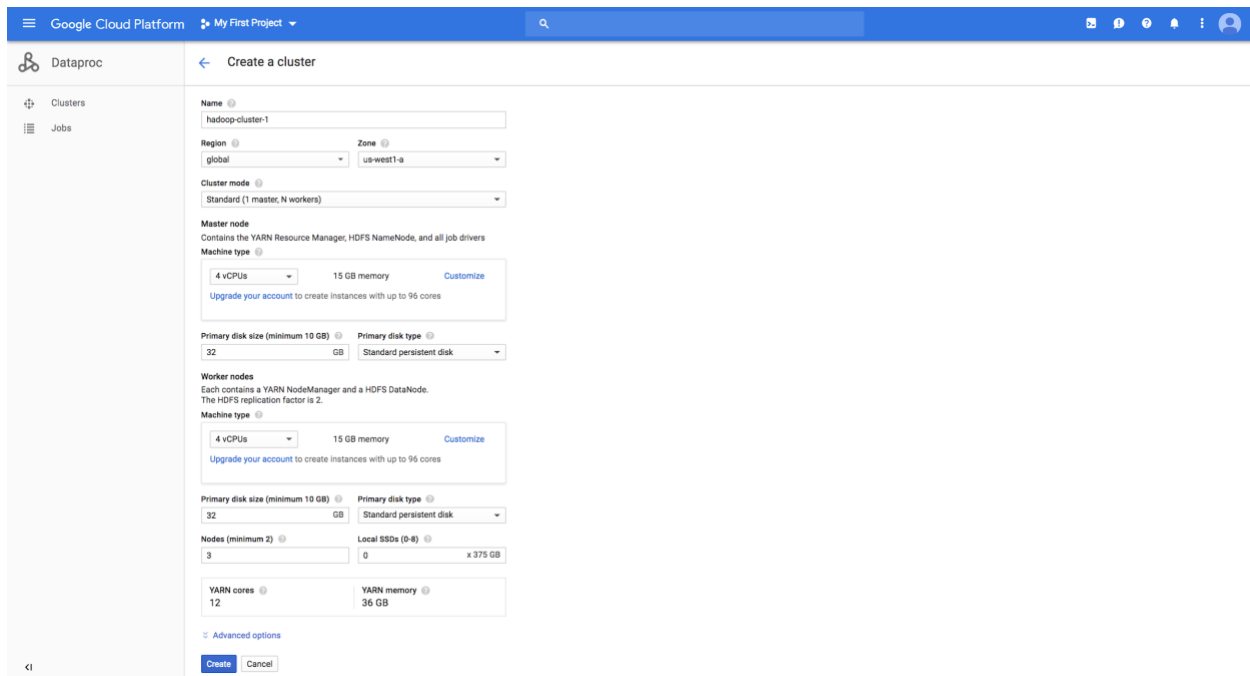 Google Cloud Platform My First Project
Dataproc
Create a cluster
Clusters
Jobs
Name
hadoop-cluster-1
Region Zone
global us-west1-a
Cluster mode
Standard (1 master, N workers)
Master node
Contains the YARN Resource Manager, HDFS NameNode, and all job drivers
Machine type
4 vCPUs 15 GB memory Customize
Upgrade your account to create instances with up to 96 cores
Primary disk size (minimum 10 GB) Primary disk type
32 GB Standard persistent disk
Worker nodes
Each contains a YARN NodeManager and a HDFS DataNode.
The HDFS replication factor is 2.
Machine type
4 vCPUs 15 GB memory Customize
Upgrade your account to create instances with up to 96 cores
Primary disk size (minimum 10 GB) Primary disk type
32 GB Standard persistent disk
Nodes (minimum 2) Local SSDs (0-8)
3 0 x 375 GB
YARN cores YARN memory
12 36 GB
Advanced options
Create Cancel